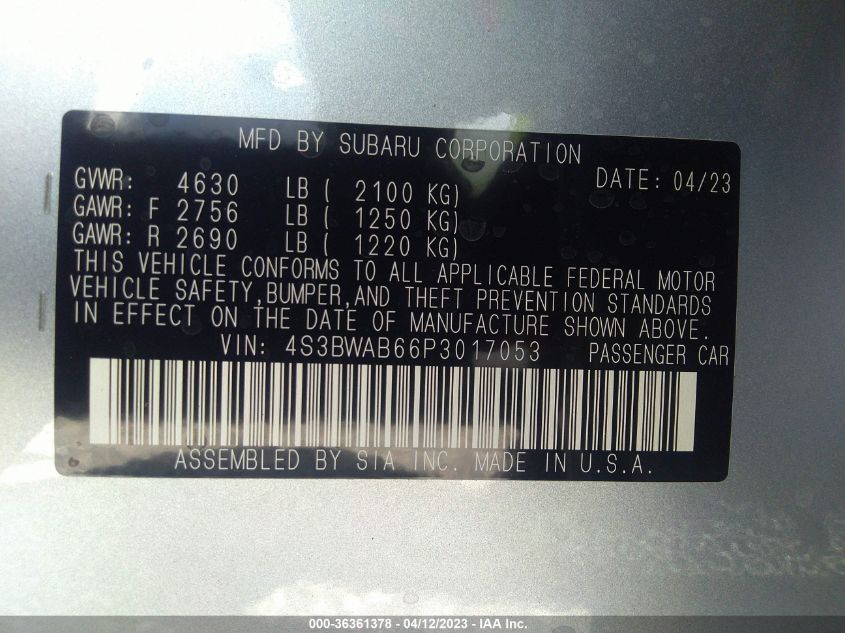 MFD BY SUBARU CORPORATION
GVWR: 4630 LB ( 2100 KG) DATE: 04/23
GAWR: F 2756 LB ( 1250 KG)
GAWR: R 2690 LB ( 1220 KG)
THIS VEHICLE CONFORMS TO ALL APPLICABLE FEDERAL MOTOR
VEHICLE SAFETY,BUMPER,AND THEFT PREVENTION STANDARDS
IN EFFECT ON THE DATE OF MANUFACTURE SHOWN ABOVE.
VIN: 4S3BWAB66P3017053 PASSENGER CAR
ASSEMBLED BY SIA INC. MADE IN U.S.A.
000-36361378 - 04/12/2023 - IAA Inc.